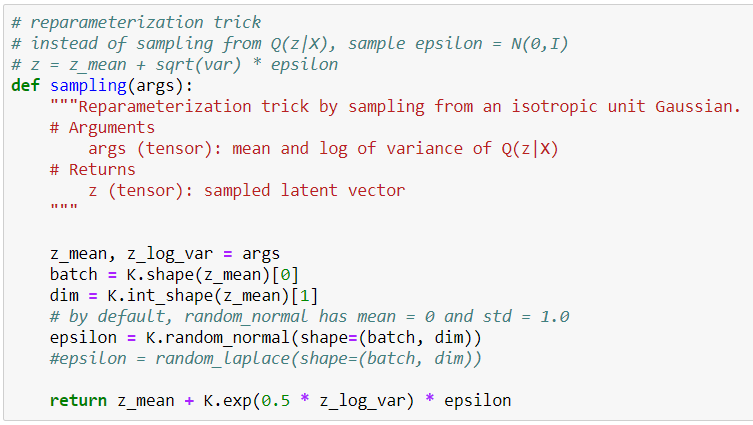 # reparameterization trick
# instead of sampling from Q(z|X), sample epsilon = N(0,I)
# z = z_mean + sqrt(var) * epsilon
def sampling(args):
    """Reparameterization trick by sampling from an isotropic unit Gaussian.
    # Arguments
        args (tensor): mean and log of variance of Q(z|X)
    # Returns
        z (tensor): sampled latent vector
    """
    z_mean, z_log_var = args
    batch = K.shape(z_mean)[0]
    dim = K.int_shape(z_mean)[1]
    # by default, random_normal has mean = 0 and std = 1.0
    epsilon = K.random_normal(shape=(batch, dim))
    #epsilon = random_laplace(shape=(batch, dim))
    return z_mean + K.exp(0.5 * z_log_var) * epsilon